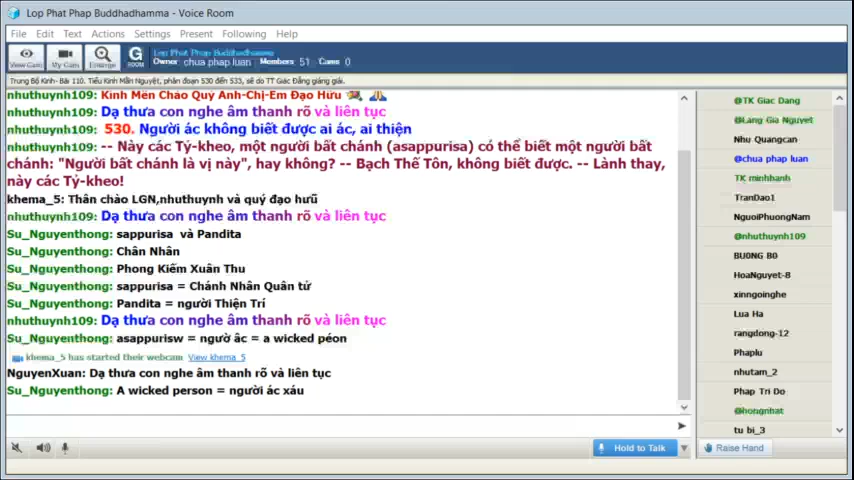 Lop Phat Phap Buddhadhamma - Voice Room
File Edit Text Actions Settings Present Following Help
View Cam My Cam Enlarge G ROOM
Lop Phat Phap Buddhadhamma
Owner: chua phap luan Members: 51 Cams: 0
Trung Bộ Kinh- Bài 110. Tiểu Kinh Mãn Nguyệt, phân đoạn 530 đến 533, sẽ do TT Giác Đẳng giảng giải.
nhuthuynh109: Kính Mến Chào Quý Anh-Chị-Em Đạo Hữu
nhuthuynh109: Dạ thưa con nghe âm thanh rõ và liên tục
nhuthuynh109: 530. Người ác không biết được ai ác, ai thiện
nhuthuynh109: -- Này các Tỷ-kheo, một người bất chánh (asappurisa) có thể biết một người bất
chánh: "Người bất chánh là vị này", hay không? -- Bạch Thế Tôn, không biết được. -- Lành thay,
này các Tỷ-kheo!
khema_5: Thân chào LGN,nhuthuynh và quý đạo hưũ
nhuthuynh109: Dạ thưa con nghe âm thanh rõ và liên tục
Su_Nguyenthong: sappurisa và Pandita
Su_Nguyenthong: Chân Nhân
Su_Nguyenthong: Phong Kiếm Xuân Thu
Su_Nguyenthong: sappurisa = Chánh Nhân Quân tử
Su_Nguyenthong: Pandita = người Thiện Trí
nhuthuynh109: Dạ thưa con nghe âm thanh rõ và liên tục
Su_Nguyenthong: asappurisw = ngườ âc = a wicked péon
khema_5 has started their webcam View khema_5
NguyenXuan: Dạ thưa con nghe âm thanh rõ và liên tục
Su_Nguyenthong: A wicked person = người ác xáu
@TK Giac Dang
@Lang Gia Nguyet
Nhu Quangcan
@chua phap luan
TK minhhanh
TranDao1
NguoiPhuongNam
@nhuthuynh109
BUONG B0
HoaNguyet-8
xinngoinghe
Lua Ha
rangdong-12
Phaplu
nhutam_2
Phap Tri Do
@hongnhat
tu bi_3
Hold to Talk
Raise Hand